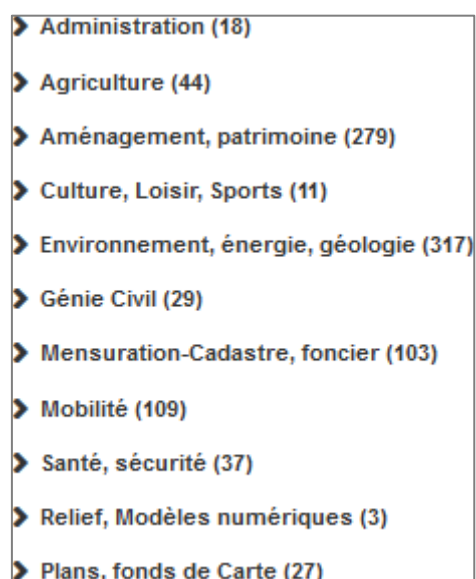 Administration (18)
Agriculture (44)
Aménagement, patrimoine (279)
Culture, Loisir, Sports (11)
Environnement, énergie, géologie (317)
Génie Civil (29)
Mensuration-Cadastre, foncier (103)
Mobilité (109)
Santé, sécurité (37)
Relief, Modèles numériques (3)
Plans, fonds de Carte (27)